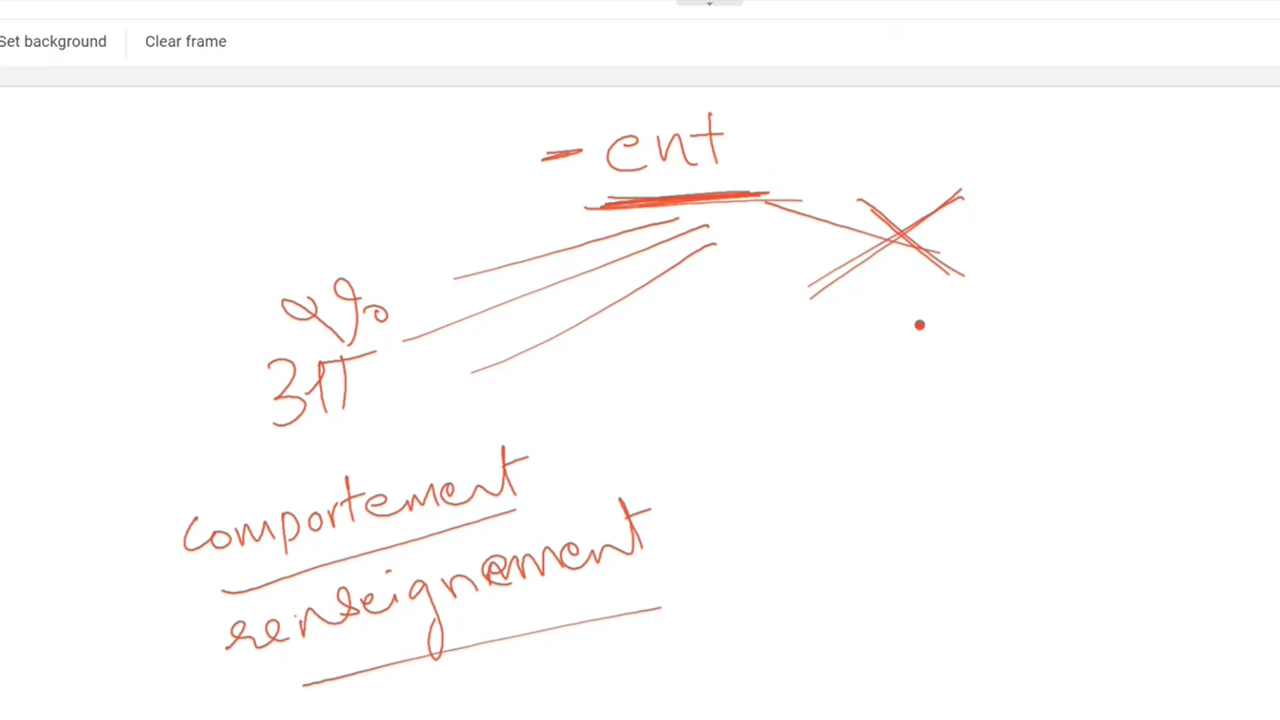 Set background
Clear frame
- ent
comportement
renseignement